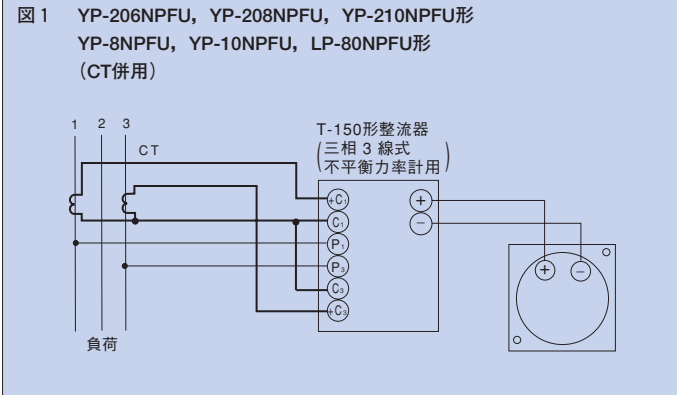 図1 YP-206NPFU，YP-208NPFU，YP-210NPFU形
YP-8NPFU，YP-10NPFU，LP-80NPFU形
（CT併用）
1 2 3
CT
T-150形整流器
(三相3線式
不平衡力率計用)
+C₁
C₁
P₁
P₃
C₃
+C₃
+
−
+ −
負荷